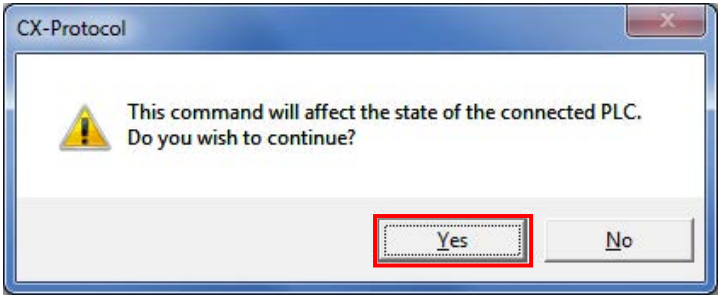 CX-Protocol
This command will affect the state of the connected PLC.
Do you wish to continue?
Yes No